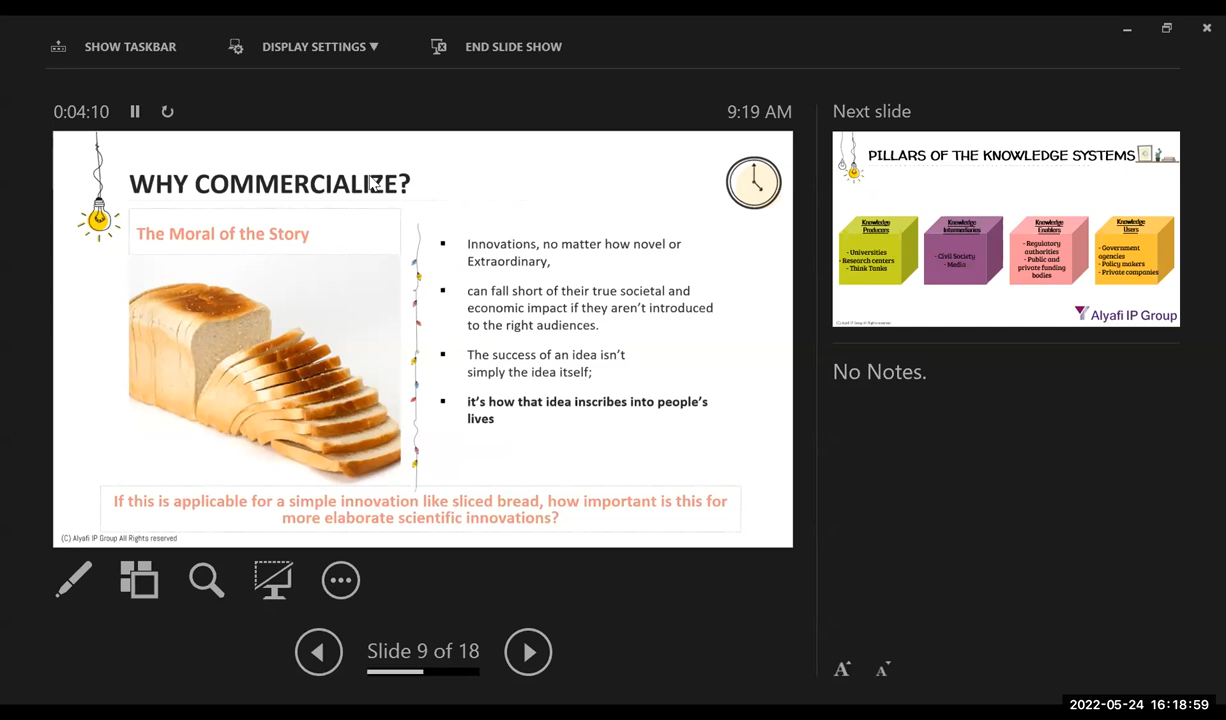 SHOW TASKBAR
DISPLAY SETTINGS ▼
END SLIDE SHOW
0:04:10
9:19 AM
WHY COMMERCIALIZE?
The Moral of the Story
▪ Innovations, no matter how novel or
Extraordinary,
▪ can fall short of their true societal and
economic impact if they aren't introduced
to the right audiences.
▪ The success of an idea isn't
simply the idea itself;
▪ it's how that idea inscribes into people's
lives
If this is applicable for a simple innovation like sliced bread, how important is this for
more elaborate scientific innovations?
(C) Alyafi IP Group All Rights reserved
Slide 9 of 18
Next slide
PILLARS OF THE KNOWLEDGE SYSTEMS
Knowledge
Producers
- Universities
- Research centers
- Think Tanks
Knowledge
Intermediaries
- Civil Society
- Media
Knowledge
Enablers
- Regulatory
authorities
- Public and
private funding
bodies
Knowledge
Users
- Government
agencies
- Policy makers
- Private companies
Alyafi IP Group
(C) Alyafi IP Group All Rights reserved
No Notes.
A A
2022-05-24 16:18:59